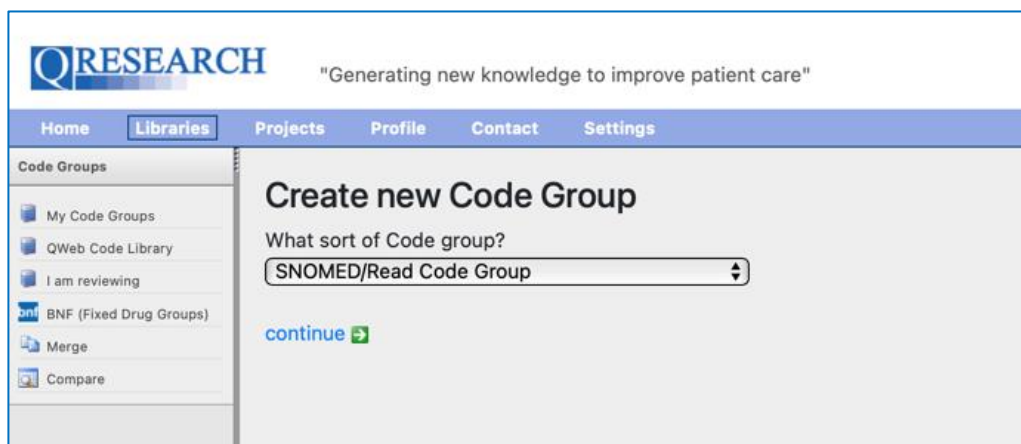 QRESEARCH
"Generating new knowledge to improve patient care"
Home Libraries Projects Profile Contact Settings
Code Groups
My Code Groups
QWeb Code Library
I am reviewing
bnf BNF (Fixed Drug Groups)
Merge
Compare
Create new Code Group
What sort of Code group?
SNOMED/Read Code Group
continue